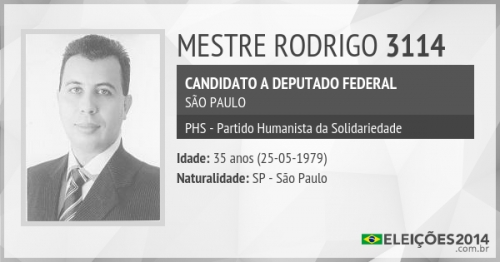 MESTRE RODRIGO 3114
CANDIDATO A DEPUTADO FEDERAL
SÃO PAULO
PHS - Partido Humanista da Solidariedade
Idade: 35 anos (25-05-1979)
Naturalidade: SP - São Paulo
ELEIÇÕES2014
.com.br